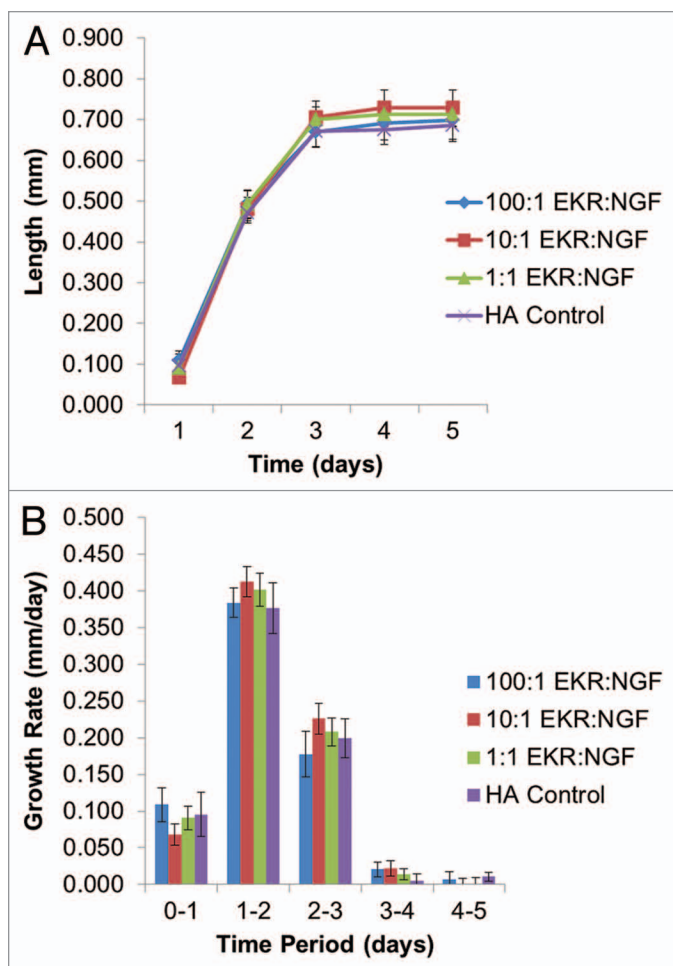 A
0.900
0.800
0.700
0.600
0.500
0.400
0.300
0.200
0.100
0.000
Length (mm)
1 2 3 4 5
Time (days)
100:1 EKR:NGF
10:1 EKR:NGF
1:1 EKR:NGF
HA Control
B
0.500
0.450
0.400
0.350
0.300
0.250
0.200
0.150
0.100
0.050
0.000
Growth Rate (mm/day)
0-1 1-2 2-3 3-4 4-5
Time Period (days)
100:1 EKR:NGF
10:1 EKR:NGF
1:1 EKR:NGF
HA Control